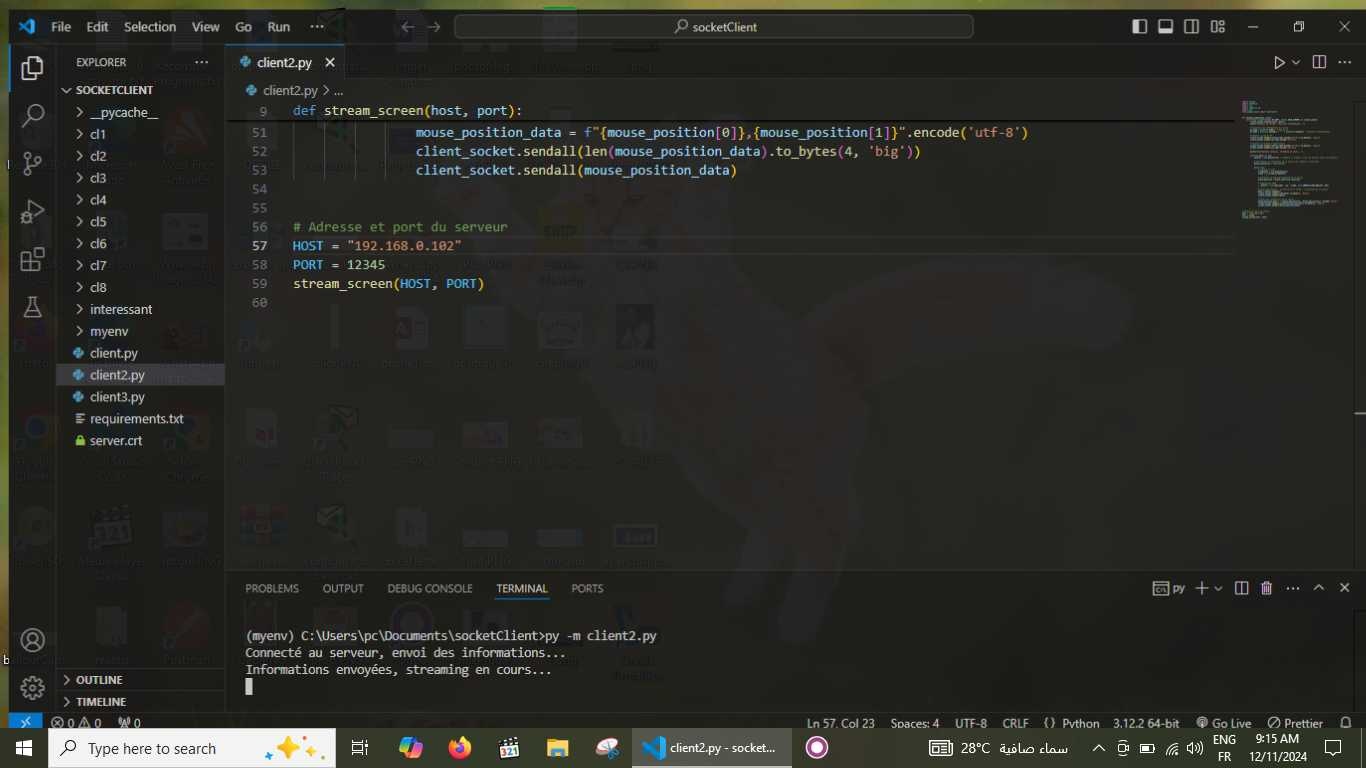 File Edit Selection View Go Run ···
socketClient
EXPLORER ···
client2.py
SOCKETCLIENT
client2.py > ...
__pycache__
cl1
cl2
cl3
cl4
cl5
cl6
cl7
cl8
interessant
myenv
client.py
client2.py
client3.py
requirements.txt
server.crt
9 def stream_screen(host, port):
51 mouse_position_data = f"{mouse_position[0]},{mouse_position[1]}".encode('utf-8')
52 client_socket.sendall(len(mouse_position_data).to_bytes(4, 'big'))
53 client_socket.sendall(mouse_position_data)
54
55
56 # Adresse et port du serveur
57 HOST = "192.168.0.102"
58 PORT = 12345
59 stream_screen(HOST, PORT)
60
PROBLEMS OUTPUT DEBUG CONSOLE TERMINAL PORTS
py
(myenv) C:\Users\pc\Documents\socketClient>py -m client2.py
Connecté au serveur, envoi des informations...
Informations envoyées, streaming en cours...
OUTLINE
TIMELINE
0 0 0
Ln 57, Col 23 Spaces: 4 UTF-8 CRLF {} Python 3.12.2 64-bit Go Live Prettier
Type here to search
client2.py - socket...
28°C سماء صافية
ENG
FR
9:15 AM
12/11/2024